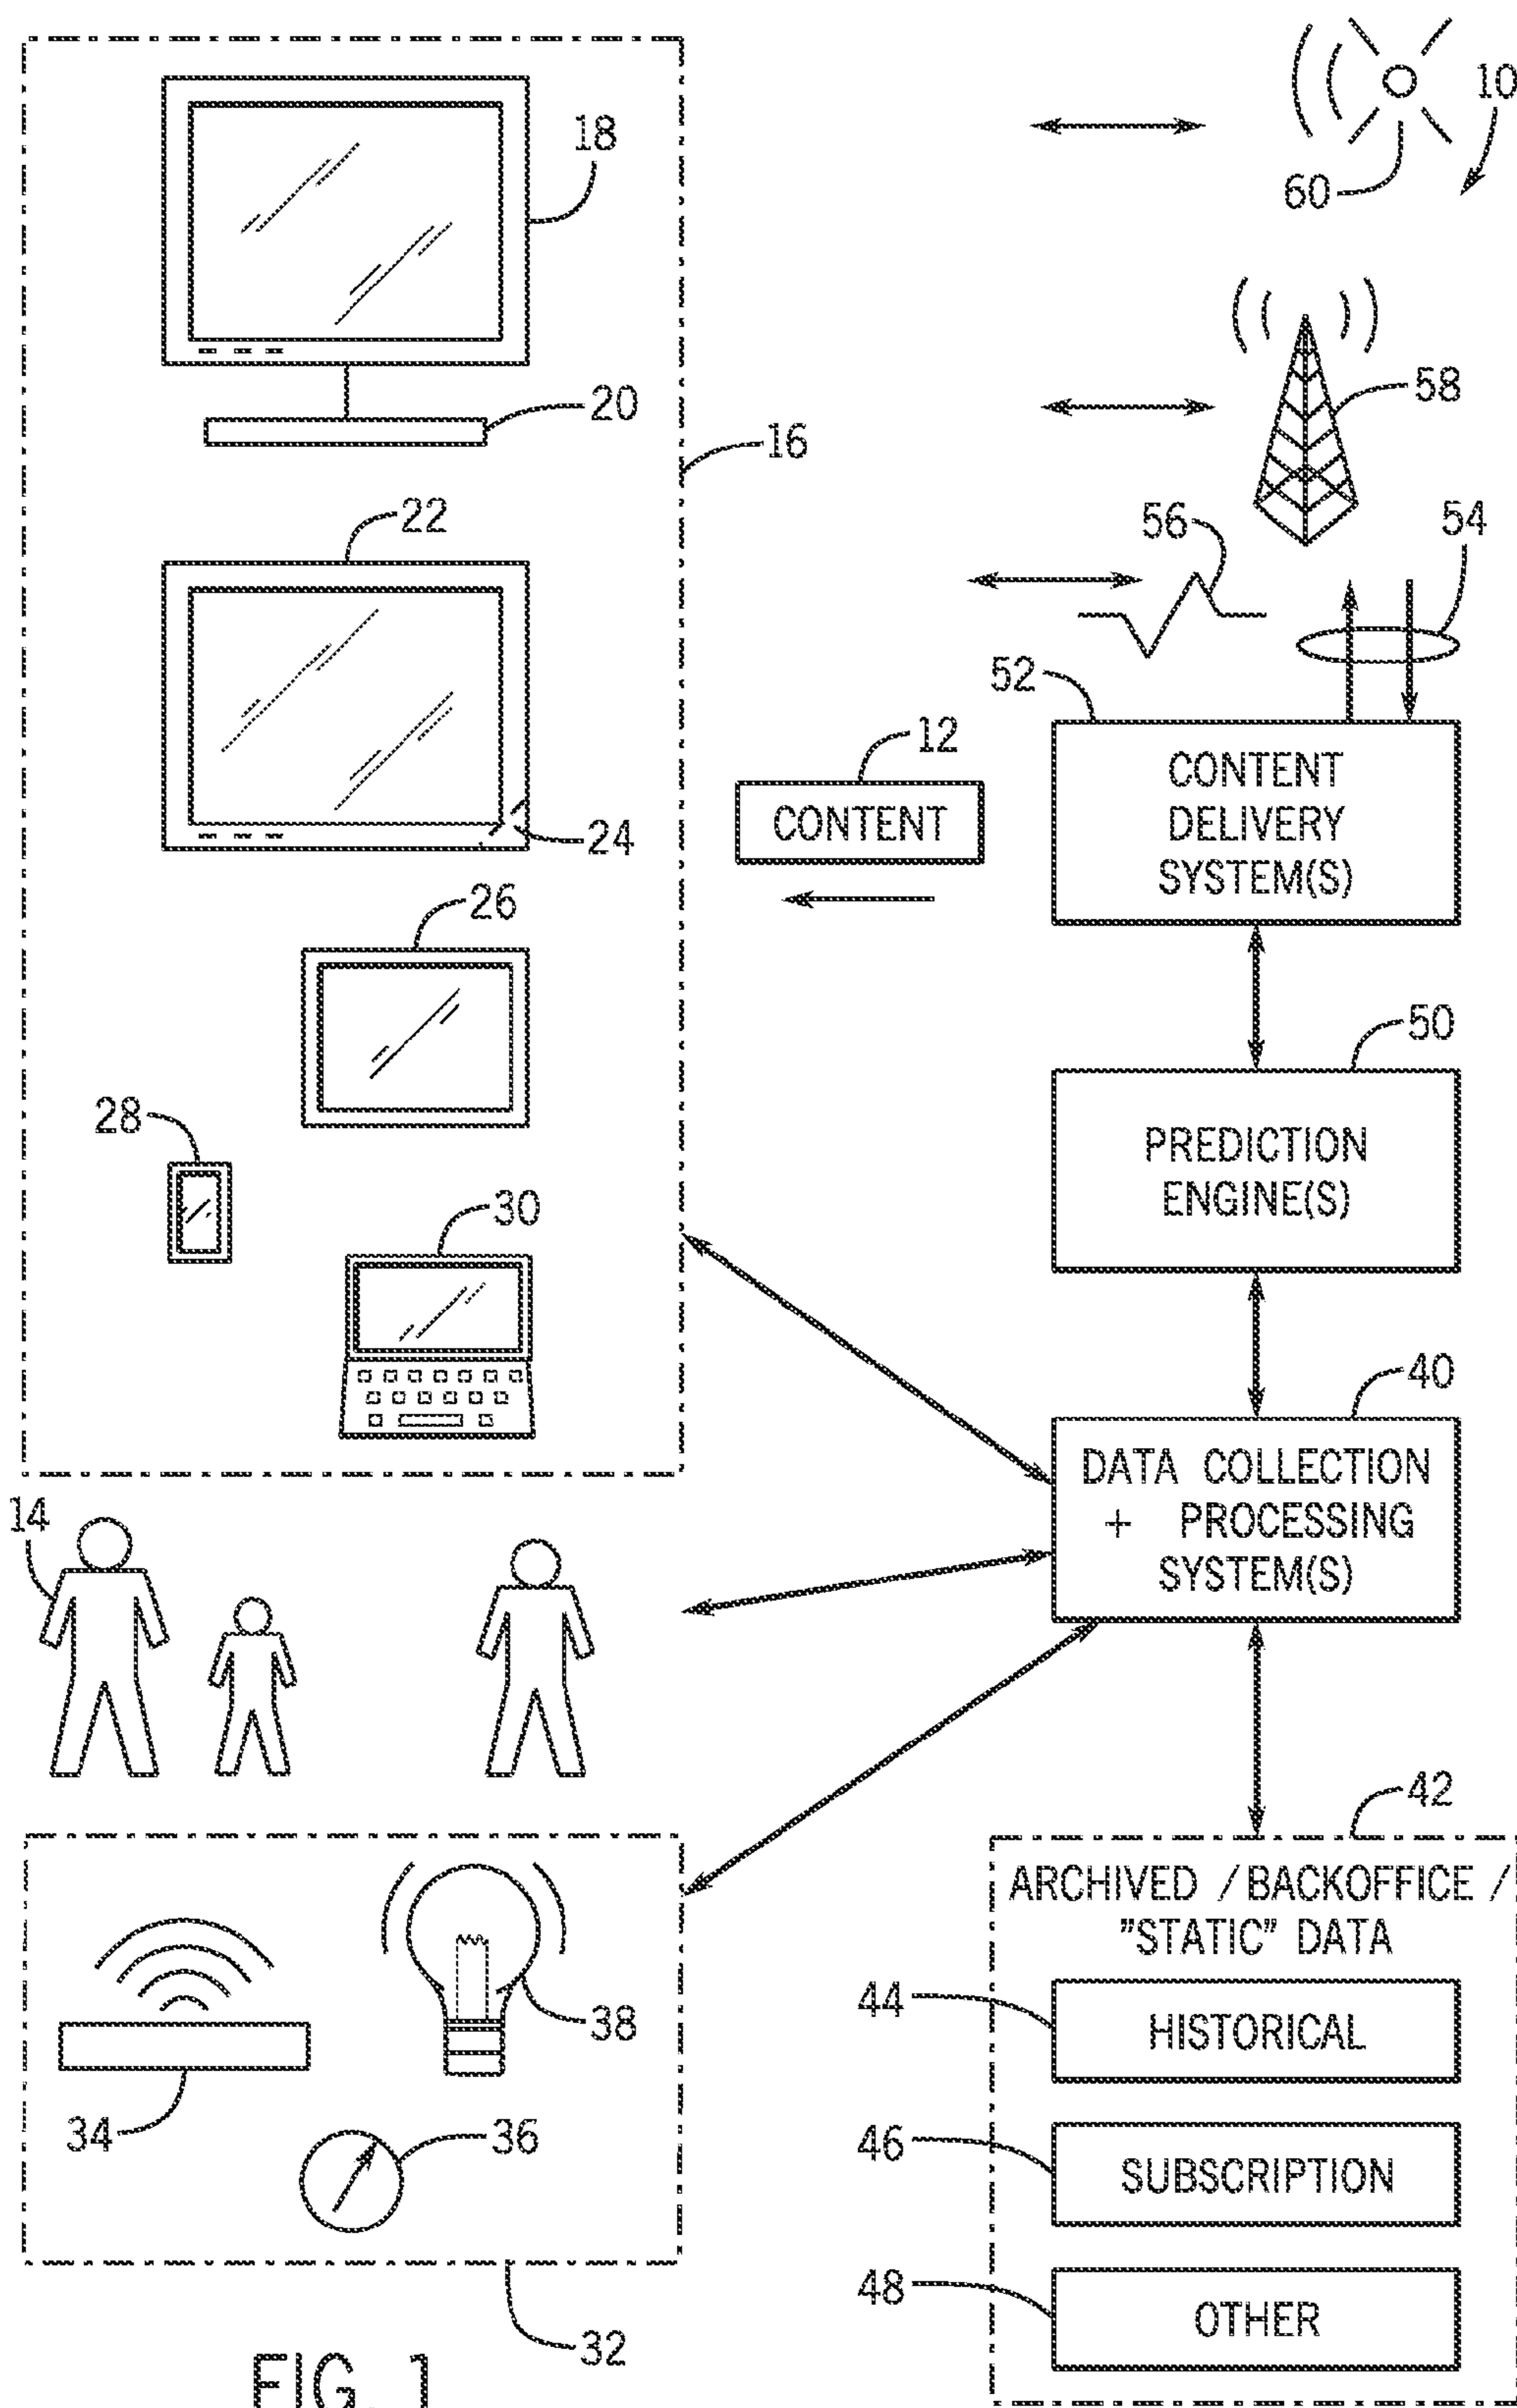 10
18
60
20
58
16
22
56
54
52
12
CONTENT
DELIVERY
SYSTEM(S)
CONTENT
24
26
50
28
PREDICTION
ENGINE(S)
30
40
DATA COLLECTION
+ PROCESSING
SYSTEM(S)
14
42
ARCHIVED / BACKOFFICE /
"STATIC" DATA
44
HISTORICAL
38
34
36
46
SUBSCRIPTION
48
OTHER
32
FIG. 1